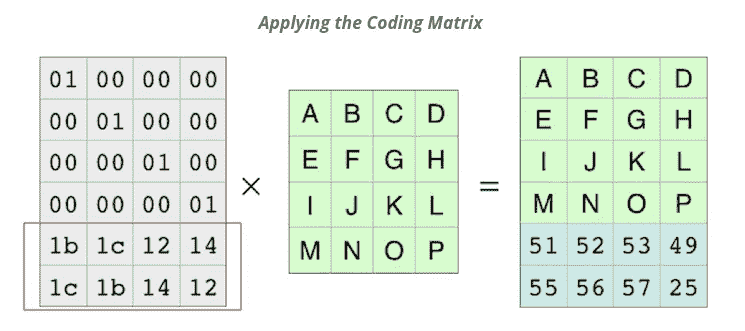 Applying the Coding Matrix
01 00 00 00
00 01 00 00
00 00 01 00
00 00 00 01
1b 1c 12 14
1c 1b 14 12
×
A B C D
E F G H
I J K L
M N O P
=
A B C D
E F G H
I J K L
M N O P
51 52 53 49
55 56 57 25